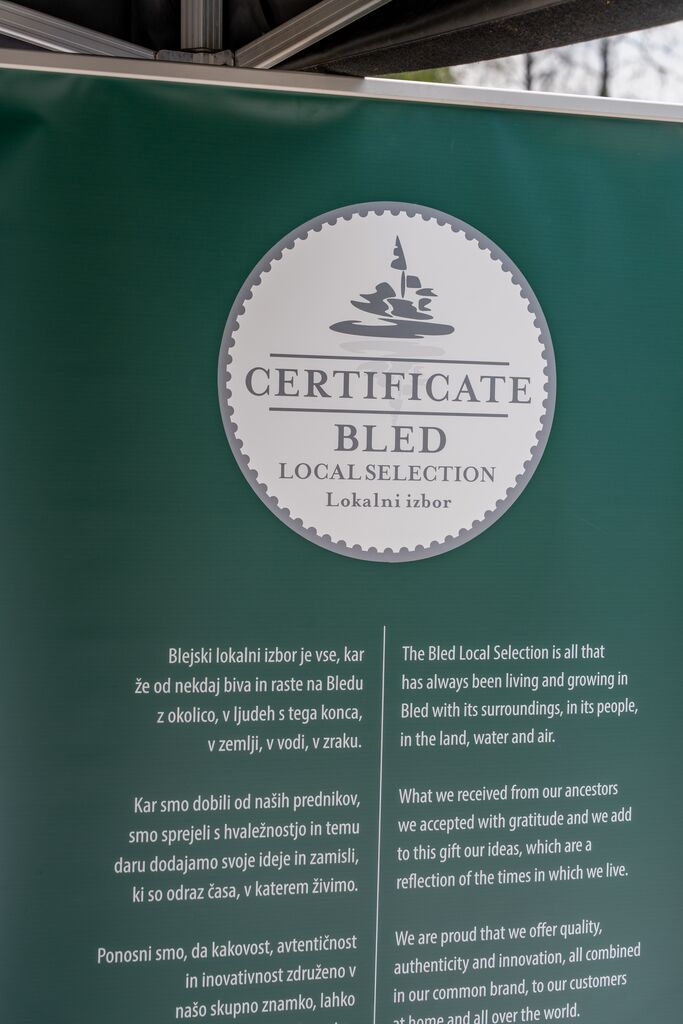 CERTIFICATE
BLED
LOCAL SELECTION
Lokalni izbor
Blejski lokalni izbor je vse, kar
že od nekdaj biva in raste na Bledu
z okolico, v ljudeh s tega konca,
v zemlji, v vodi, v zraku.
Kar smo dobili od naših prednikov,
smo sprejeli s hvaležnostjo in temu
daru dodajamo svoje ideje in zamisli,
ki so odraz časa, v katerem živimo.
Ponosni smo, da kakovost, avtentičnost
in inovativnost združeno v
našo skupno znamko, lahko
The Bled Local Selection is all that
has always been living and growing in
Bled with its surroundings, in its people,
in the land, water and air.
What we received from our ancestors
we accepted with gratitude and we add
to this gift our ideas, which are a
reflection of the times in which we live.
We are proud that we offer quality,
authenticity and innovation, all combined
in our common brand, to our customers
at home and all over the world.